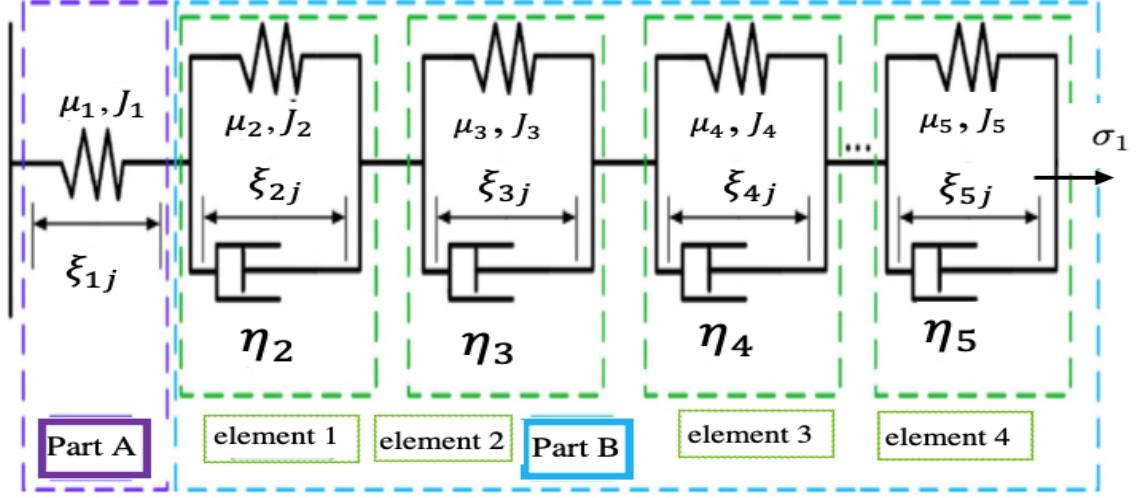 μ₁, J₁
ξ₁ⱼ
Part A
μ₂, J₂
ξ₂ⱼ
η₂
element 1
μ₃, J₃
ξ₃ⱼ
η₃
element 2
Part B
μ₄, J₄
ξ₄ⱼ
η₄
element 3
...
μ₅, J₅
ξ₅ⱼ
η₅
element 4
σ₁